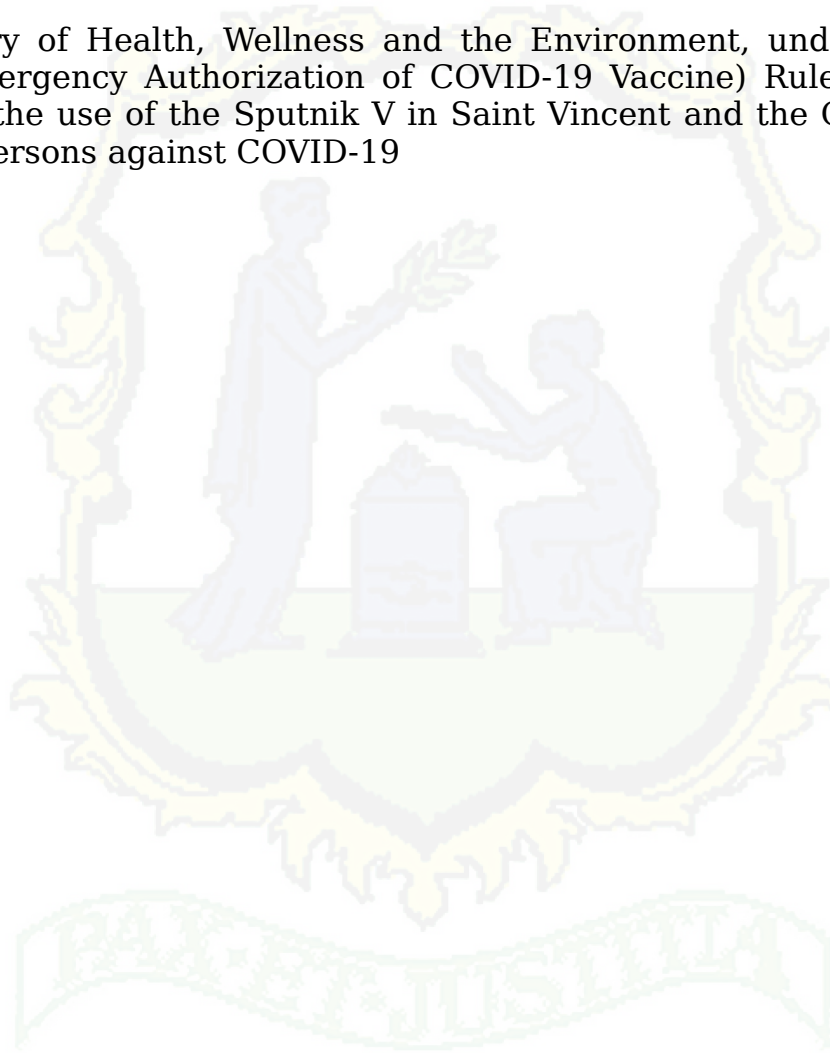 ry of Health, Wellness and the Environment, und
ergency Authorization of COVID-19 Vaccine) Rule
the use of the Sputnik V in Saint Vincent and the
ersons against COVID-19
PAX ET JUSTITIA